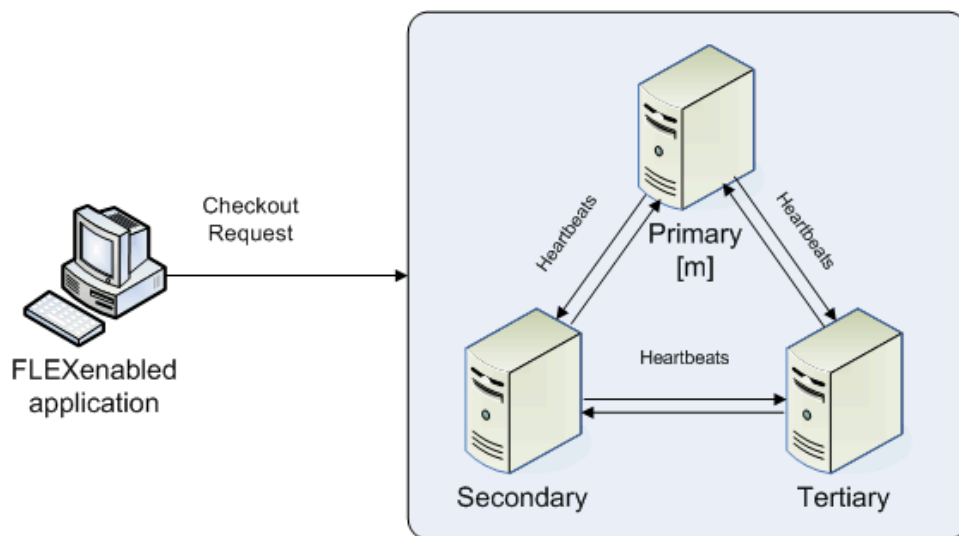 Checkout
Request
FLEXenabled
application
Primary
[m]
Heartbeats
Heartbeats
Heartbeats
Secondary
Tertiary